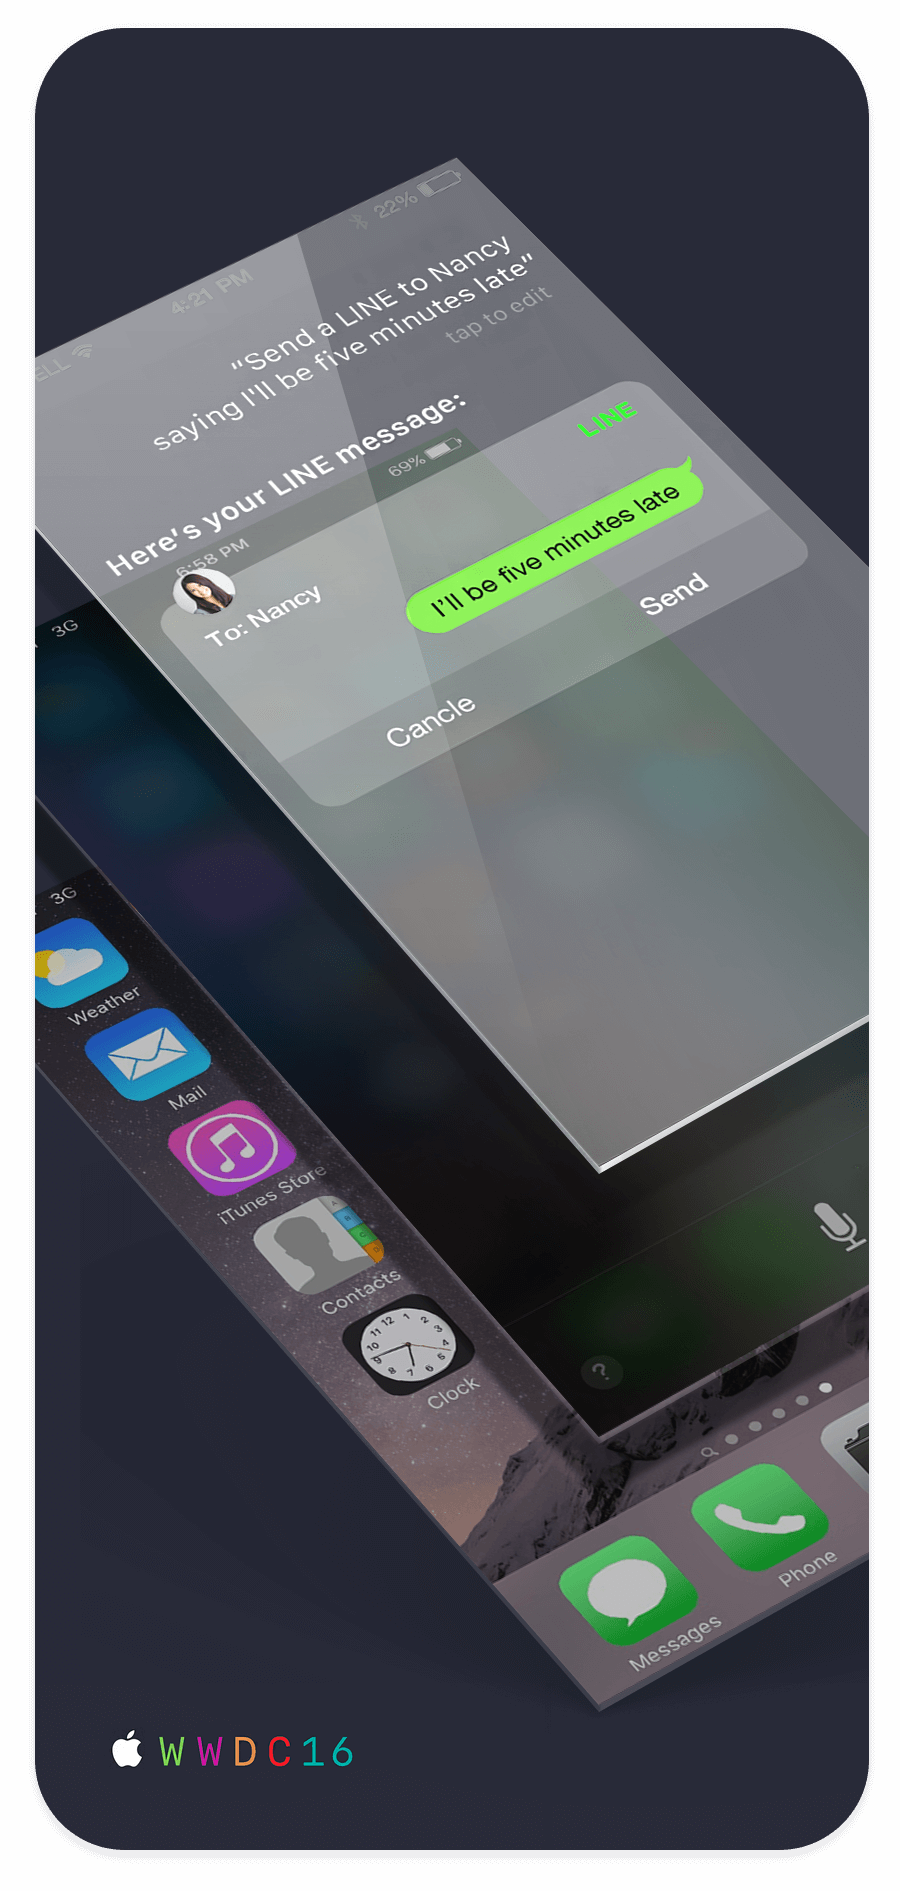 22%
4:21 PM
ELL
“Send a LINE to Nancy
saying I'll be five minutes late”
tap to edit
Here's your LINE message:
LINE
69%
6:58 PM
To: Nancy
I'll be five minutes late
Cancle
Send
3G
3G
Weather
Mail
iTunes Store
Contacts
Clock
?
Messages
Phone
WWDC16